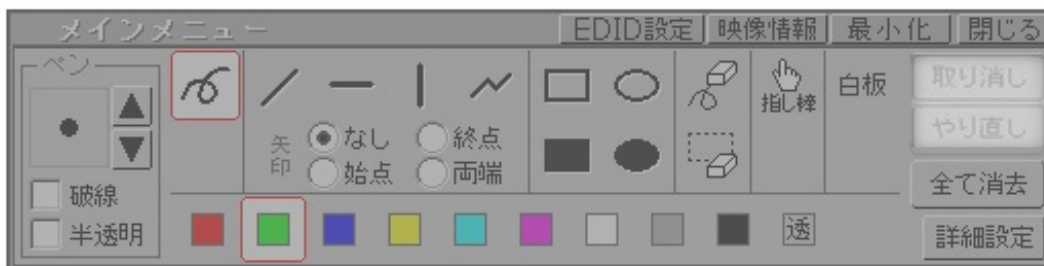 メインメニュー
EDID設定 映像情報 最小化 閉じる
ペン
破線
半透明
矢印
なし 終点
始点 両端
指し棒
白板
取り消し
やり直し
全て消去
詳細設定
透